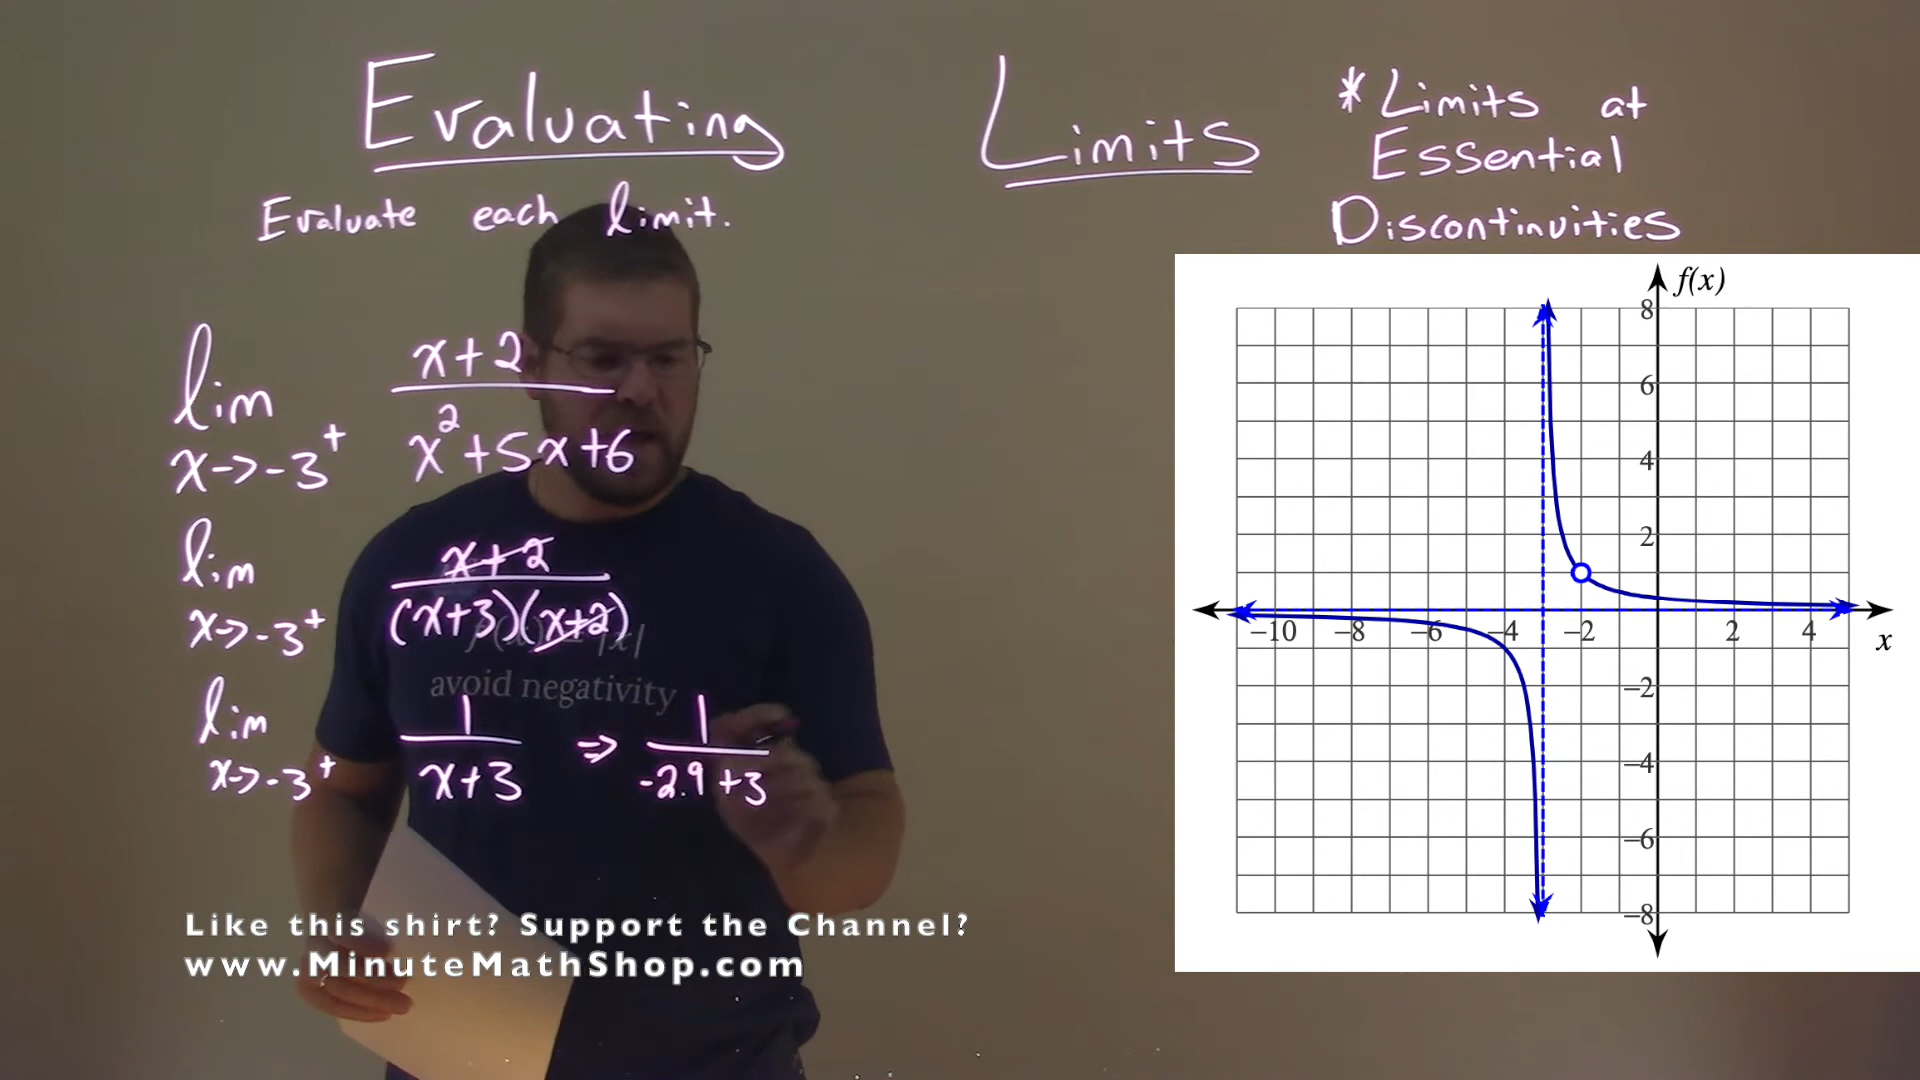 Evaluating Limits
*Limits at
Essential
Discontinuities
Evaluate each limit.
lim x+2
x->-3⁺ x²+5x+6
lim x+2
x->-3⁺ (x+3)(x+2)
|x|
avoid negativity
lim 1 => 1
x->-3⁺ x+3 -2.9+3
Like this shirt? Support the Channel?
www.MinuteMathShop.com
f(x)
8
6
4
2
-10 -8 -6 -4 -2 2 4
x
-2
-4
-6
-8